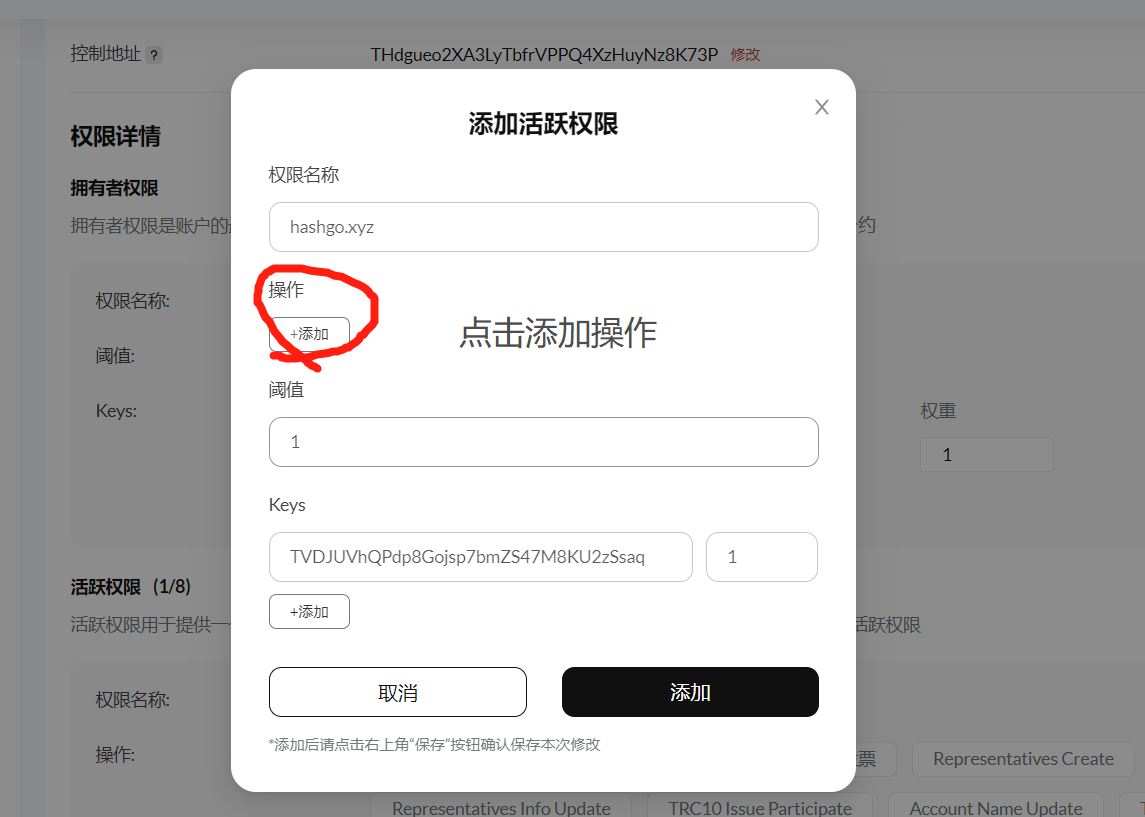 控制地址 ?
THdgueo2XA3LyTbfrVPPQ4XzHuyNz8K73P 修改
权限详情
拥有者权限
拥有者权限是账户的
约
权限名称:
阈值:
Keys:
权重
1
活跃权限 (1/8)
活跃权限用于提供一
活跃权限
权限名称:
操作:
票
Representatives Create
Representatives Info Update
TRC10 Issue Participate
Account Name Update
添加活跃权限
权限名称
hashgo.xyz
操作
+添加
点击添加操作
阈值
1
Keys
TVDJUVhQPdp8Gojsp7bmZS47M8KU2zSsaq
1
+添加
取消
添加
*添加后请点击右上角“保存”按钮确认保存本次修改